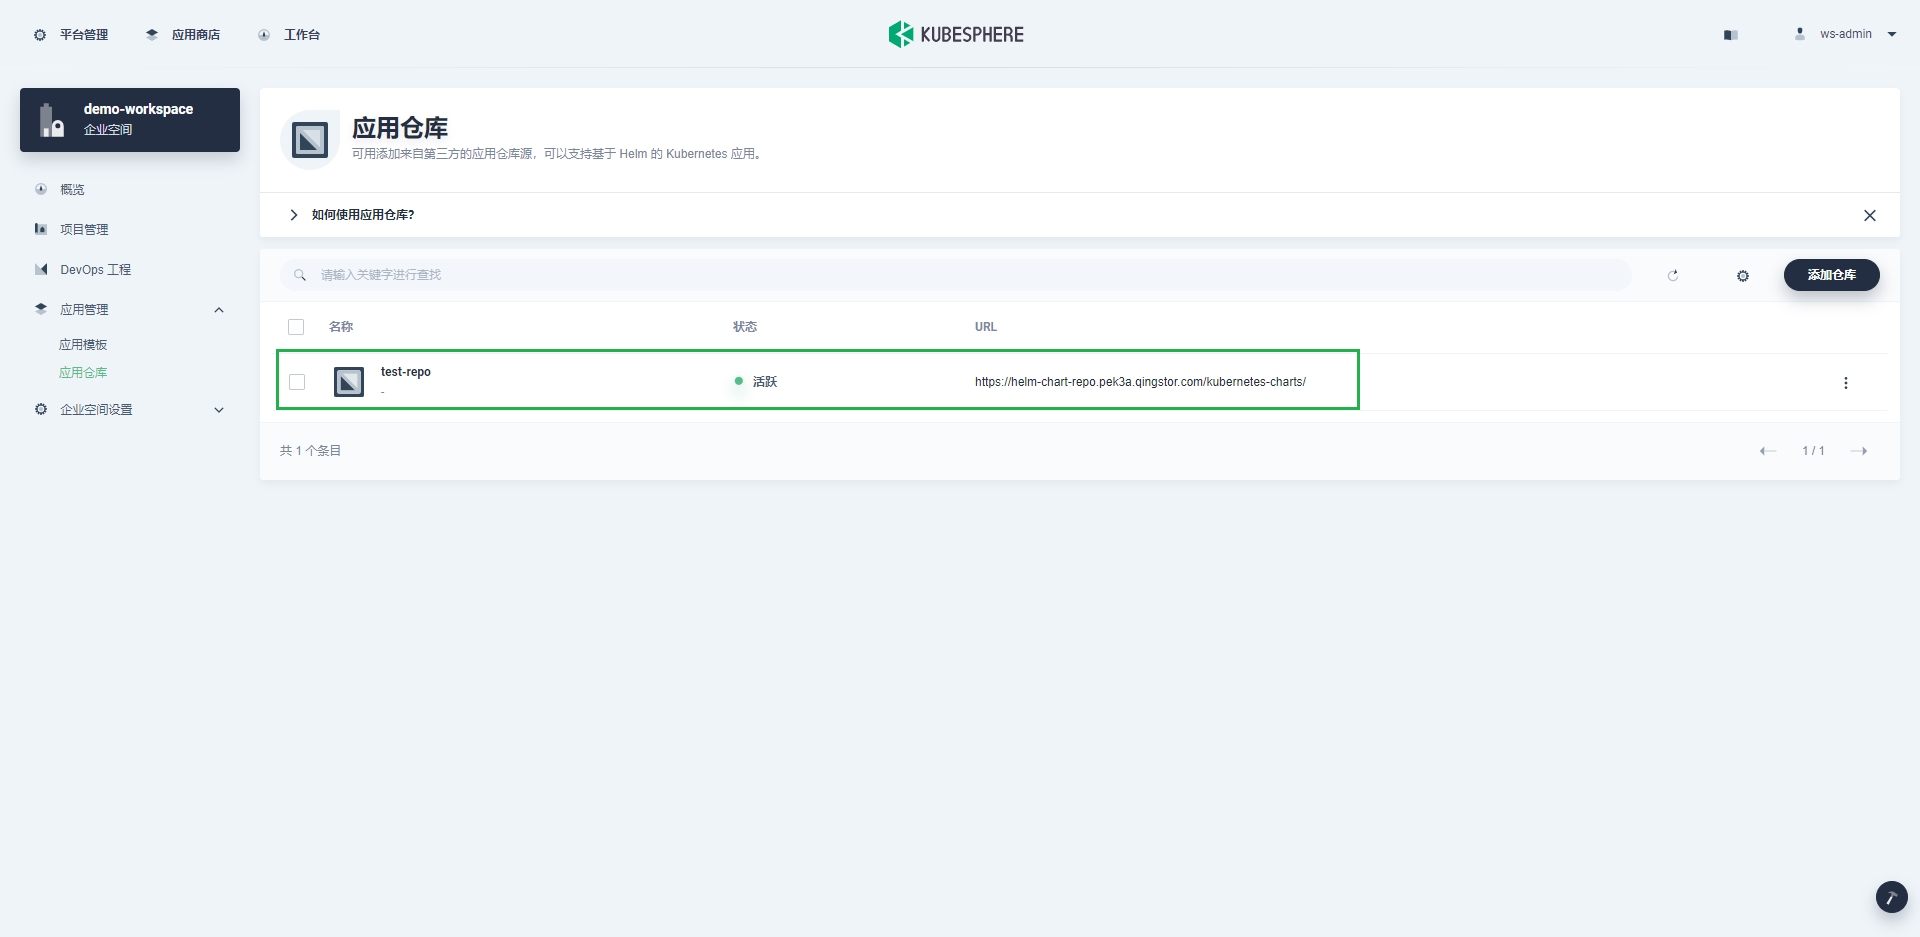 平台管理
应用商店
工作台
KUBESPHERE
ws-admin
demo-workspace
企业空间
概览
项目管理
DevOps 工程
应用管理
应用模板
应用仓库
企业空间设置
应用仓库
可用添加来自第三方的应用仓库源，可以支持基于 Helm 的 Kubernetes 应用。
如何使用应用仓库?
请输入关键字进行查找
添加仓库
名称 状态 URL
test-repo
-
活跃
https://helm-chart-repo.pek3a.qingstor.com/kubernetes-charts/
共 1 个条目
1 / 1